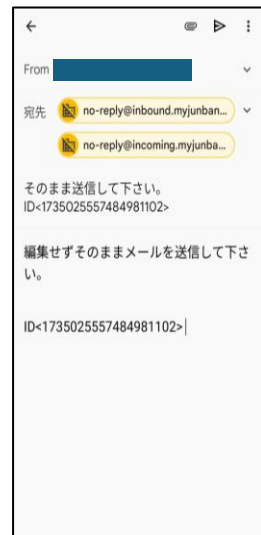 From
宛先 no-reply@inbound.myjunban...
no-reply@incoming.myjunba...
そのまま送信して下さい。
ID<1735025557484981102>
編集せずそのままメールを送信して下さ
い。
ID<1735025557484981102>